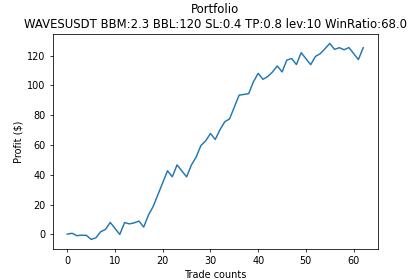 Portfolio
WAVESUSDT BBM:2.3 BBL:120 SL:0.4 TP:0.8 lev:10 WinRatio:68.0
Profit ($)
120
100
80
60
40
20
0
0 10 20 30 40 50 60
Trade counts